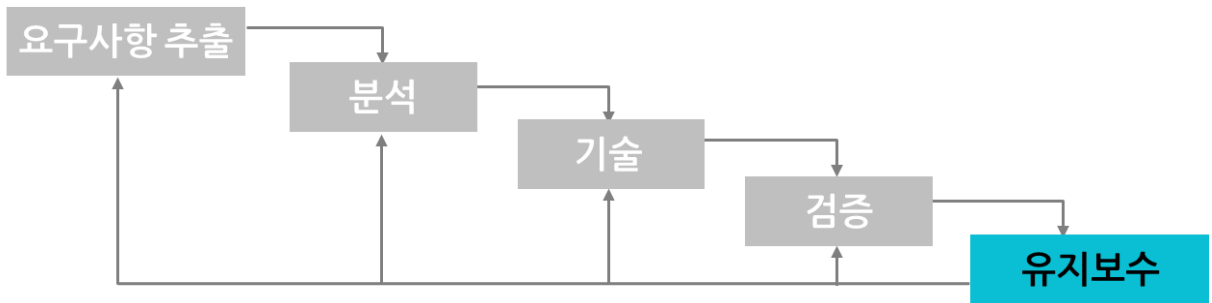 요구사항 추출
분석
기술
검증
유지보수